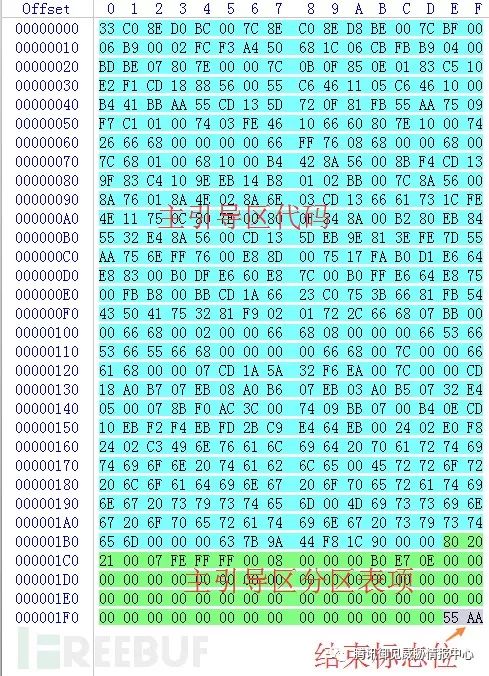 Offset 0 1 2 3 4 5 6 7 8 9 A B C D E F
00000000 33 C0 8E D0 BC 00 7C 8E C0 8E D8 BE 00 7C BF 00
00000010 06 B9 00 02 FC F3 A4 50 68 1C 06 CB FB B9 04 00
00000020 BD BE 07 80 7E 00 00 7C 0B 0F 85 0E 01 83 C5 10
00000030 E2 F1 CD 18 88 56 00 55 C6 46 11 05 C6 46 10 00
00000040 B4 41 BB AA 55 CD 13 5D 72 0F 81 FB 55 AA 75 09
00000050 F7 C1 01 00 74 03 FE 46 10 66 60 80 7E 10 00 74
00000060 26 66 68 00 00 00 00 66 FF 76 08 68 00 00 68 00
00000070 7C 68 01 00 68 10 00 B4 42 8A 56 00 8B F4 CD 13
00000080 9F 83 C4 10 9E EB 14 B8 01 02 BB 00 7C 8A 56 00
00000090 8A 76 01 8A 4E 02 8A 6E 03 CD 13 66 61 73 1C FE
000000A0 4E 11 75 0C 80 7E 00 80 0F 84 8A 00 B2 80 EB 84
主引导区代码
000000B0 55 32 E4 8A 56 00 CD 13 5D EB 9E 81 3E FE 7D 55
000000C0 AA 75 6E FF 76 00 E8 8D 00 75 17 FA B0 D1 E6 64
000000D0 E8 83 00 B0 DF E6 60 E8 7C 00 B0 FF E6 64 E8 75
000000E0 00 FB B8 00 BB CD 1A 66 23 C0 75 3B 66 81 FB 54
000000F0 43 50 41 75 32 81 F9 02 01 72 2C 66 68 07 BB 00
00000100 00 66 68 00 02 00 00 66 68 08 00 00 00 66 53 66
00000110 53 66 55 66 68 00 00 00 00 66 68 00 7C 00 00 66
00000120 61 68 00 00 07 CD 1A 5A 32 F6 EA 00 7C 00 00 CD
00000130 18 A0 B7 07 EB 08 A0 B6 07 EB 03 A0 B5 07 32 E4
00000140 05 00 07 8B F0 AC 3C 00 74 09 BB 07 00 B4 0E CD
00000150 10 EB F2 F4 EB FD 2B C9 E4 64 EB 00 24 02 E0 F8
00000160 24 02 C3 49 6E 76 61 6C 69 64 20 70 61 72 74 69
00000170 74 69 6F 6E 20 74 61 62 6C 65 00 45 72 72 6F 72
00000180 20 6C 6F 61 64 69 6E 67 20 6F 70 65 72 61 74 69
00000190 6E 67 20 73 79 73 74 65 6D 00 4D 69 73 73 69 6E
000001A0 67 20 6F 70 65 72 61 74 69 6E 67 20 73 79 73 74
000001B0 65 6D 00 00 00 63 7B 9A 44 F8 1C 90 00 00 80 20
000001C0 21 00 07 FE FF FF 00 08 00 00 00 B0 E7 0E 00 00
000001D0 00 00 00 00 00 00 00 00 00 00 00 00 00 00 00 00
主引导区分区表项
000001E0 00 00 00 00 00 00 00 00 00 00 00 00 00 00 00 00
000001F0 00 00 00 00 00 00 00 00 00 00 00 00 00 00 55 AA
结束标志位
FREEBUF
腾讯御见威胁情报中心